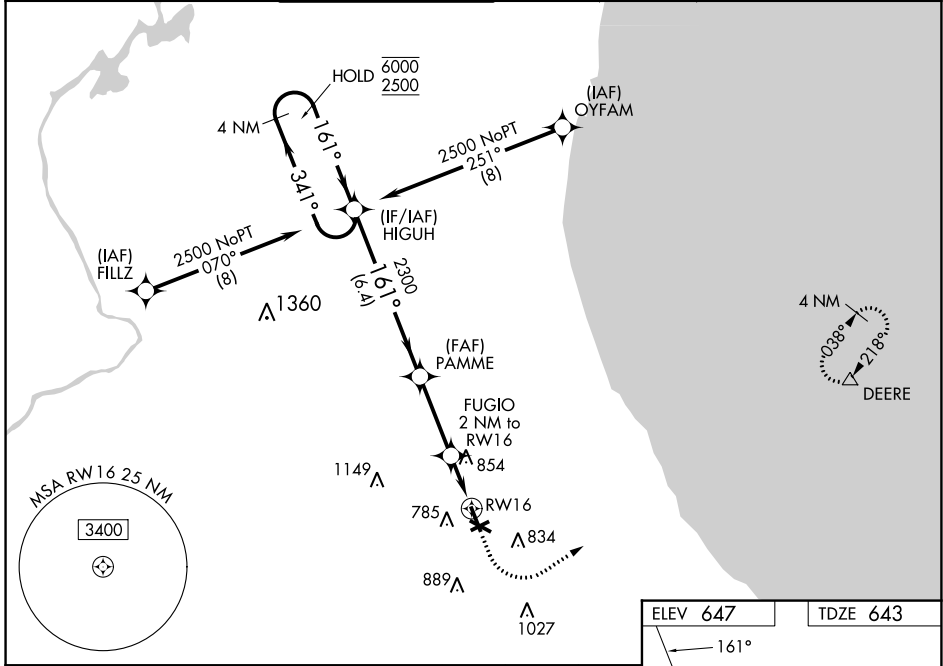 HOLD 6000
2500
4 NM
161°
341°
(IAF)
OYFAM
2500 NoPT
251°
(8)
(IF/IAF)
HIGUH
(IAF)
FILLZ
2500 NoPT
070°
(8)
1360
2300
161°
(6.4)
4 NM
038°
218°
DEERE
(FAF)
PAMME
FUGIO
2 NM to
RW16
854
1149
785
RW16
834
889
1027
MSA RW16 25 NM
3400
ELEV 647
TDZE 643
161°